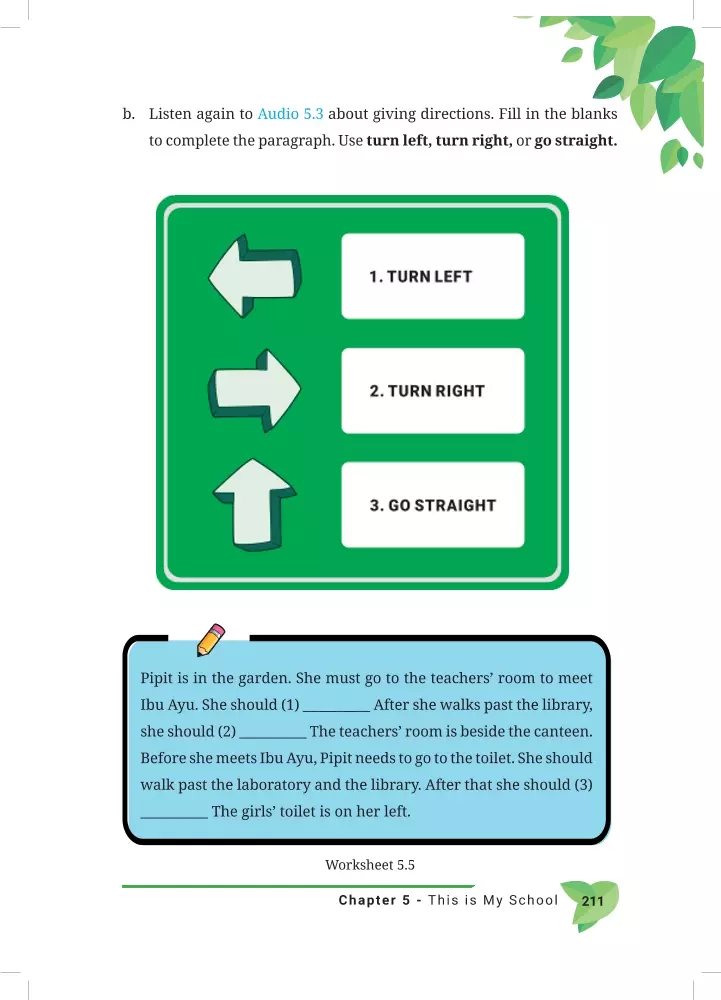 b. Listen again to Audio 5.3 about giving directions. Fill in the blanks
to complete the paragraph. Use turn left, turn right, or go straight.
1. TURN LEFT
2. TURN RIGHT
3. GO STRAIGHT
Pipit is in the garden. She must go to the teachers’ room to meet
Ibu Ayu. She should (1) __________ After she walks past the library,
she should (2) __________ The teachers’ room is beside the canteen.
Before she meets Ibu Ayu, Pipit needs to go to the toilet. She should
walk past the laboratory and the library. After that she should (3)
__________ The girls’ toilet is on her left.
Worksheet 5.5
Chapter 5 - This is My School 211